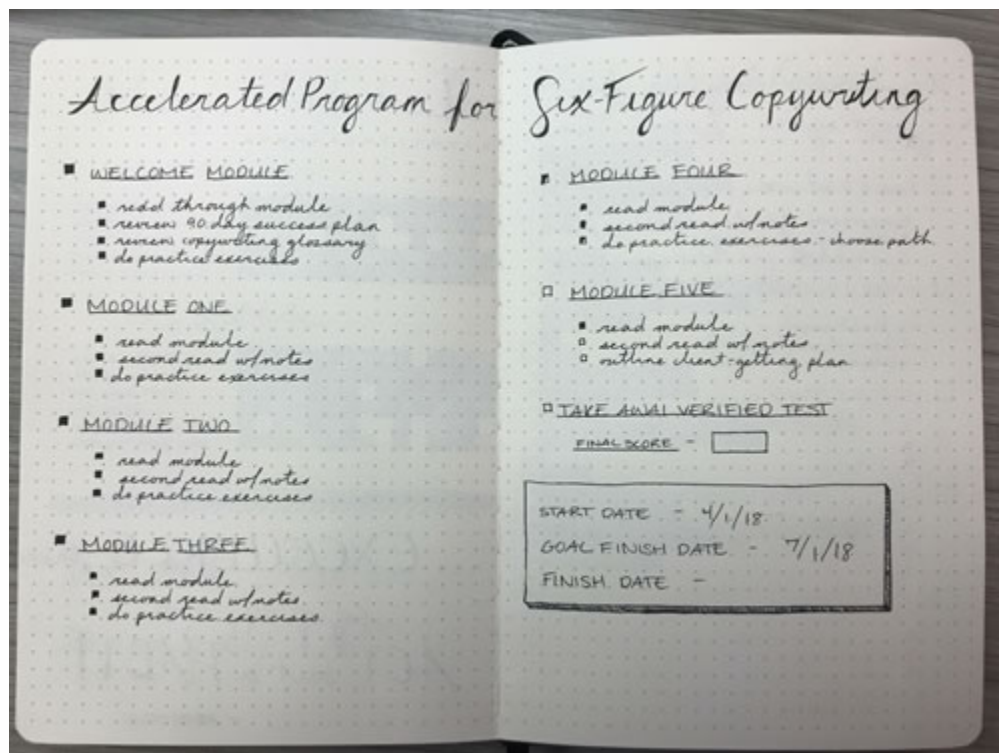 Accelerated Program for Six-Figure Copywriting
WELCOME MODULE
read through module
review 90 day success plan
review copywriting glossary
do practice exercises
MODULE ONE
read module
second read w/notes
do practice exercises
MODULE TWO
read module
second read w/notes
do practice exercises
MODULE THREE
read module
second read w/notes
do practice exercises
MODULE FOUR
read module
second read w/notes
do practice exercises - choose path
MODULE FIVE
read module
second read w/notes
outline client-getting plan
TAKE AWAI VERIFIED TEST
FINAL SCORE -
START DATE - 4/1/18
GOAL FINISH DATE - 7/1/18
FINISH DATE -